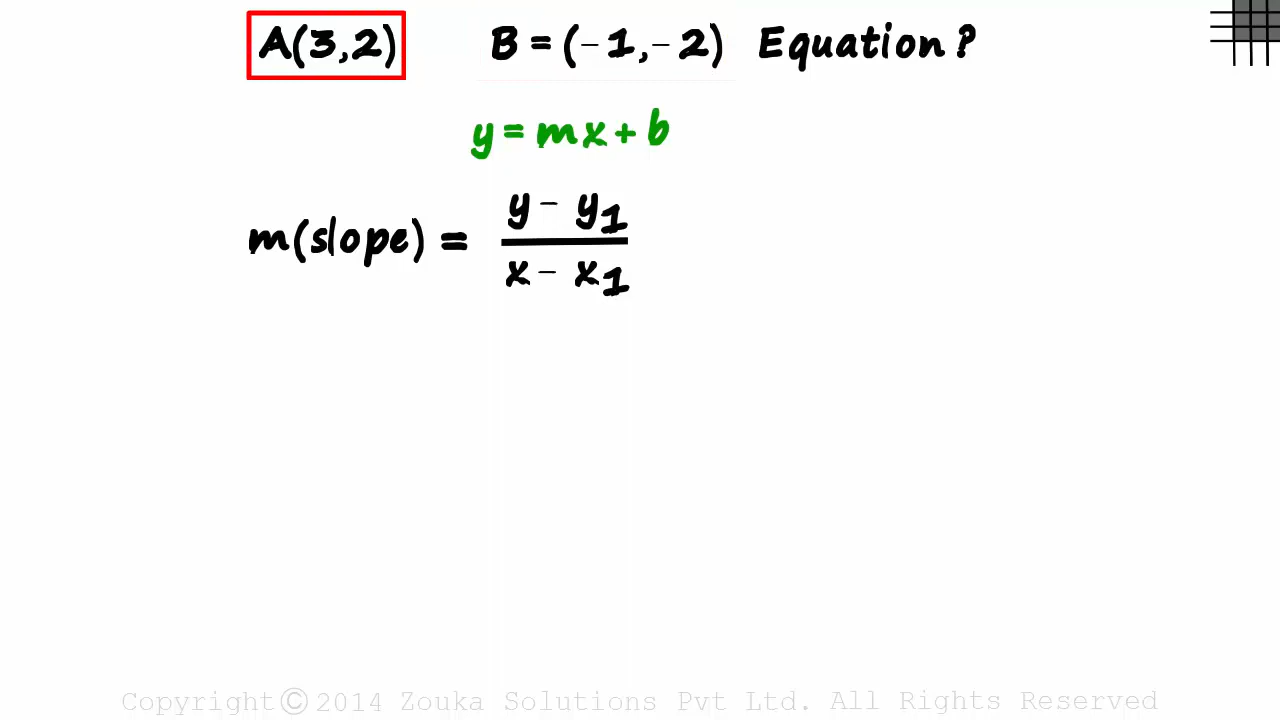 A(3,2) B = (-1,-2) Equation ?
y = mx + b
m(slope) = y - y₁ / x - x₁
Copyright © 2014 Zouka Solutions Pvt Ltd. All Rights Reserved